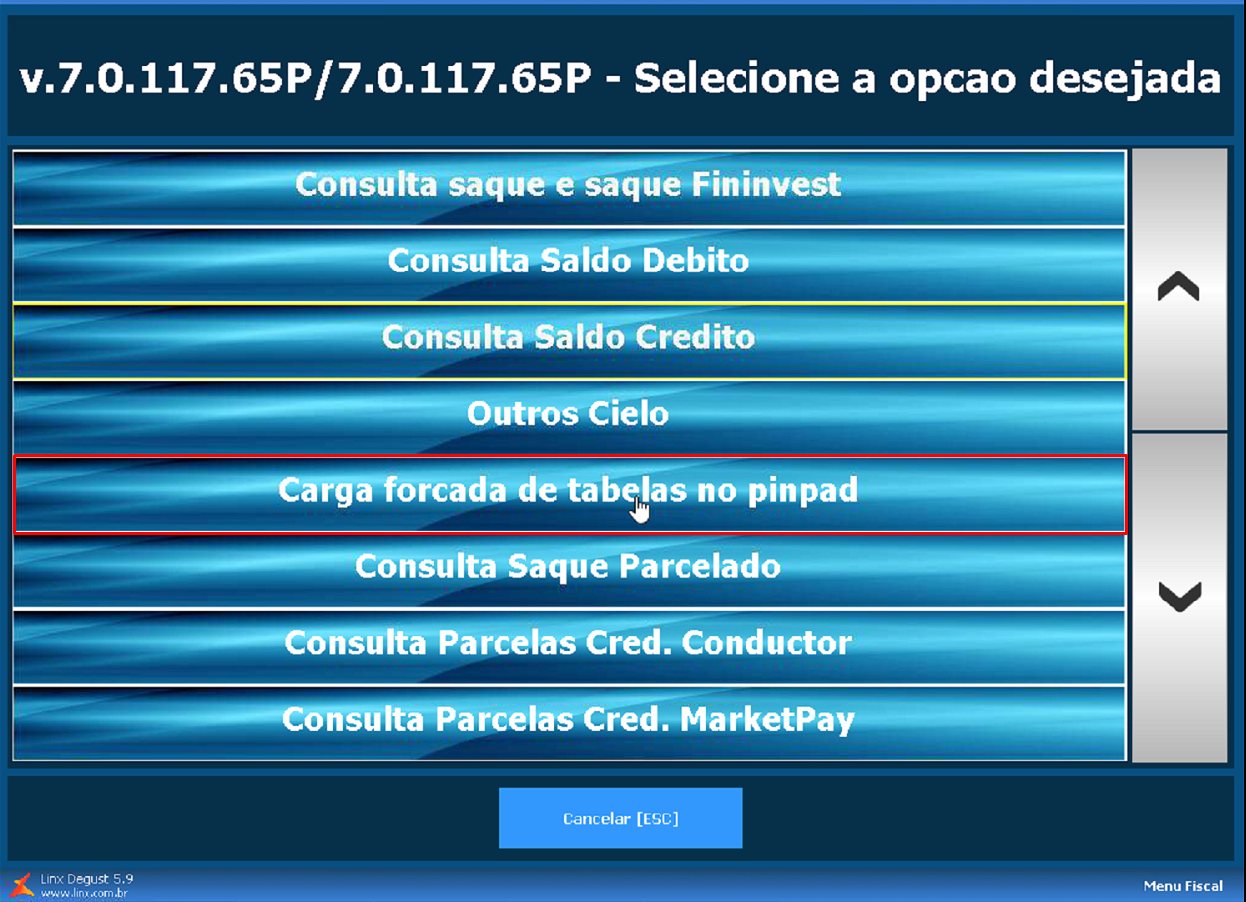 v.7.0.117.65P/7.0.117.65P - Selecione a opcao desejada
Consulta saque e saque Fininvest
Consulta Saldo Debito
Consulta Saldo Credito
Outros Cielo
Carga forcada de tabelas no pinpad
Consulta Saque Parcelado
Consulta Parcelas Cred. Conductor
Consulta Parcelas Cred. MarketPay
Cancelar [ESC]
Linx Degust 5.9
www.linx.com.br
Menu Fiscal